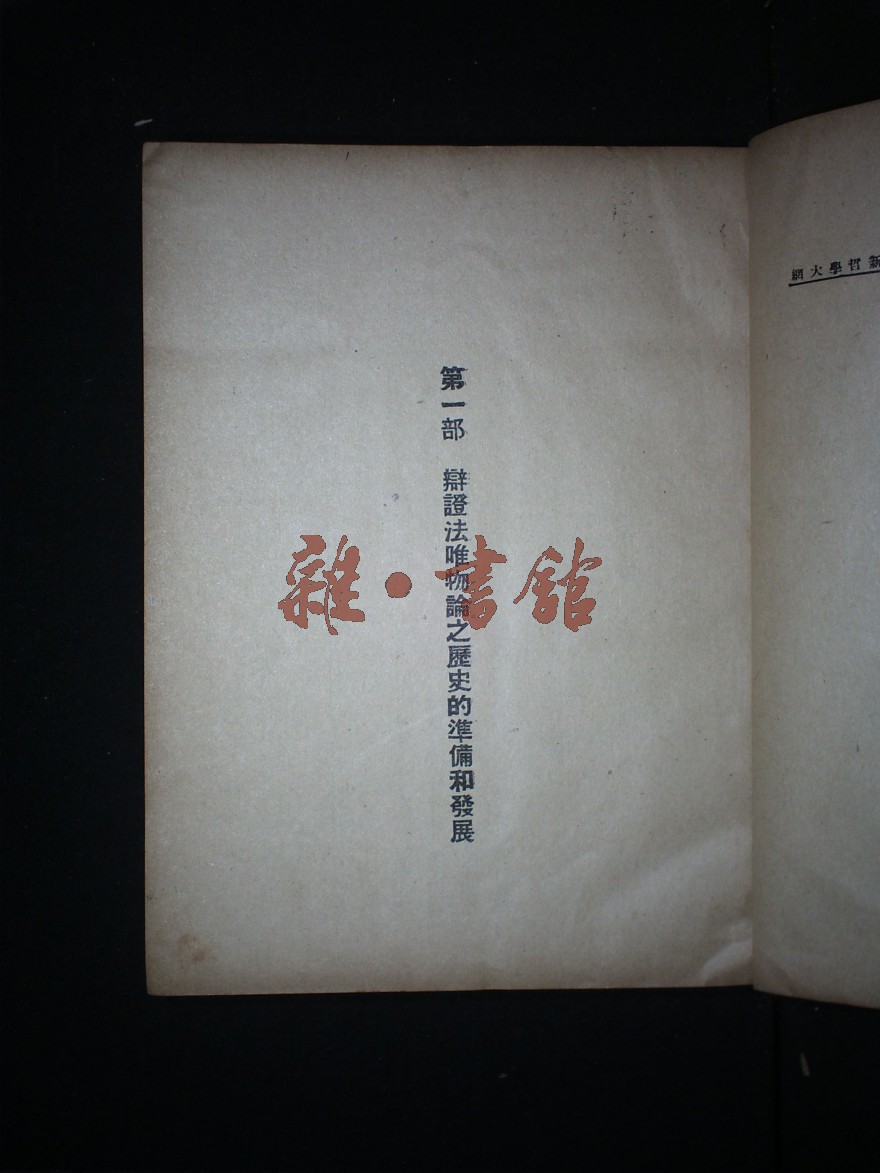 新哲學大綱
第一部 辯證法唯物論之歷史的準備和發展
雜·書館